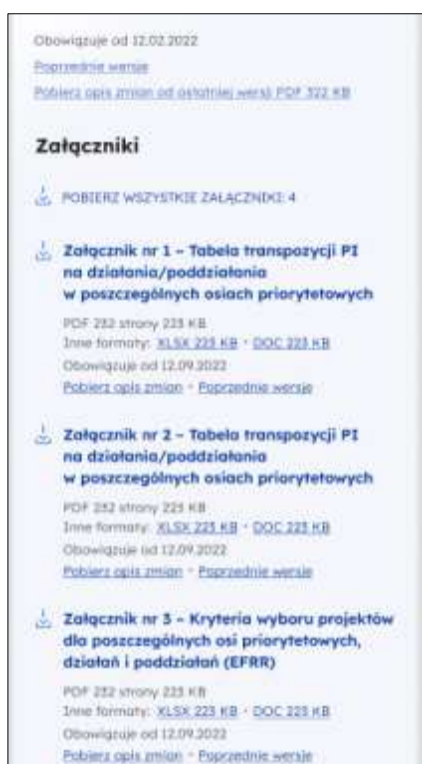 Obowiązuje od 12.02.2022
Poprzednie wersje
Pobierz opis zmian od ostatniej wersji PDF 322 KB
Załączniki
POBIERZ WSZYSTKIE ZAŁĄCZNIKI: 4
Załącznik nr 1 – Tabela transpozycji PI
na działania/poddziałania
w poszczególnych osiach priorytetowych
PDF 232 strony 223 KB
Inne formaty: XLSX 223 KB · DOC 223 KB
Obowiązuje od 12.09.2022
Pobierz opis zmian · Poprzednie wersje
Załącznik nr 2 – Tabela transpozycji PI
na działania/poddziałania
w poszczególnych osiach priorytetowych
PDF 232 strony 223 KB
Inne formaty: XLSX 223 KB · DOC 223 KB
Obowiązuje od 12.09.2022
Pobierz opis zmian · Poprzednie wersje
Załącznik nr 3 – Kryteria wyboru projektów
dla poszczególnych osi priorytetowych,
działań i poddziałań (EFRR)
PDF 232 strony 223 KB
Inne formaty: XLSX 223 KB · DOC 223 KB
Obowiązuje od 12.09.2022
Pobierz opis zmian · Poprzednie wersje